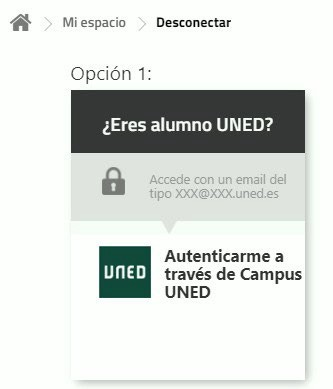 Mi espacio Desconectar
Opción 1:
¿Eres alumno UNED?
Accede con un email del
tipo XXX@XXX.uned.es
UNED
Autenticarme a
través de Campus
UNED